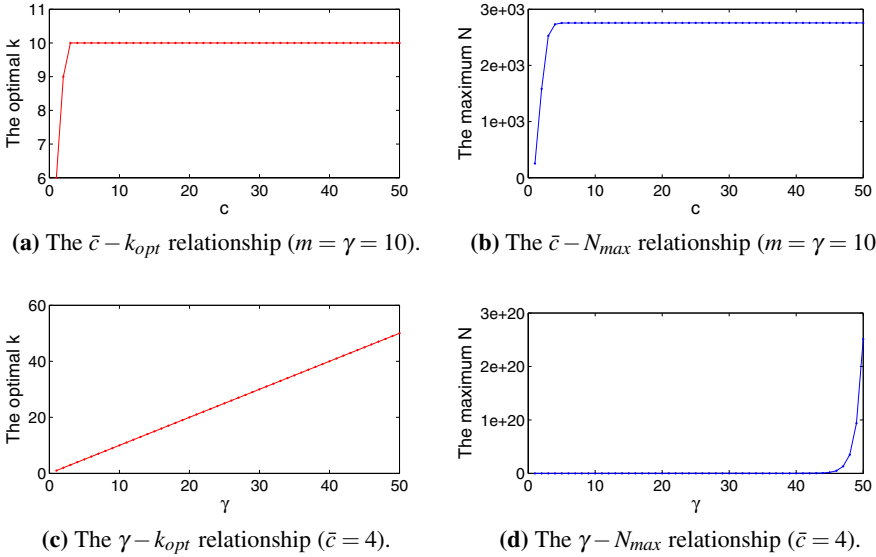 11
10
9
8
7
6
The optimal k
0 10 20 30 40 50
c
(a) The c̄ − k_opt relationship (m = γ = 10).
3e+03
2e+03
1e+03
0
The maximum N
0 10 20 30 40 50
c
(b) The c̄ − N_max relationship (m = γ = 10
60
40
20
0
The optimal k
0 10 20 30 40 50
γ
(c) The γ − k_opt relationship (c̄ = 4).
3e+20
2e+20
1e+20
0
The maximum N
0 10 20 30 40 50
γ
(d) The γ − N_max relationship (c̄ = 4).